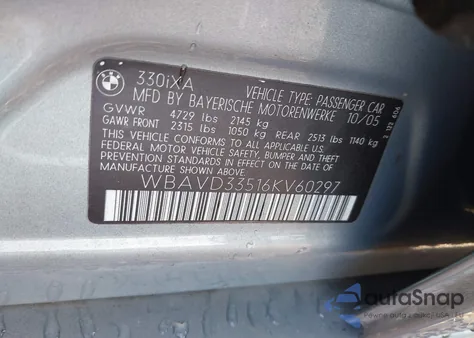 330iXA VEHICLE TYPE: PASSENGER CAR
MFD BY BAYERISCHE MOTORENWERKE 10/05
GVWR 4729 lbs 2145 kg
GAWR FRONT 2315 lbs 1050 kg REAR 2513 lbs 1140 kg
THIS VEHICLE CONFORMS TO ALL APPLICABLE U.S.
FEDERAL MOTOR VEHICLE SAFETY, BUMPER, AND THEFT
PREVENTION STANDARDS IN EFFECT ON THE DATE OF
MANUFACTURE SHOWN ABOVE.
WBAVD33516KV60297
autoSnap